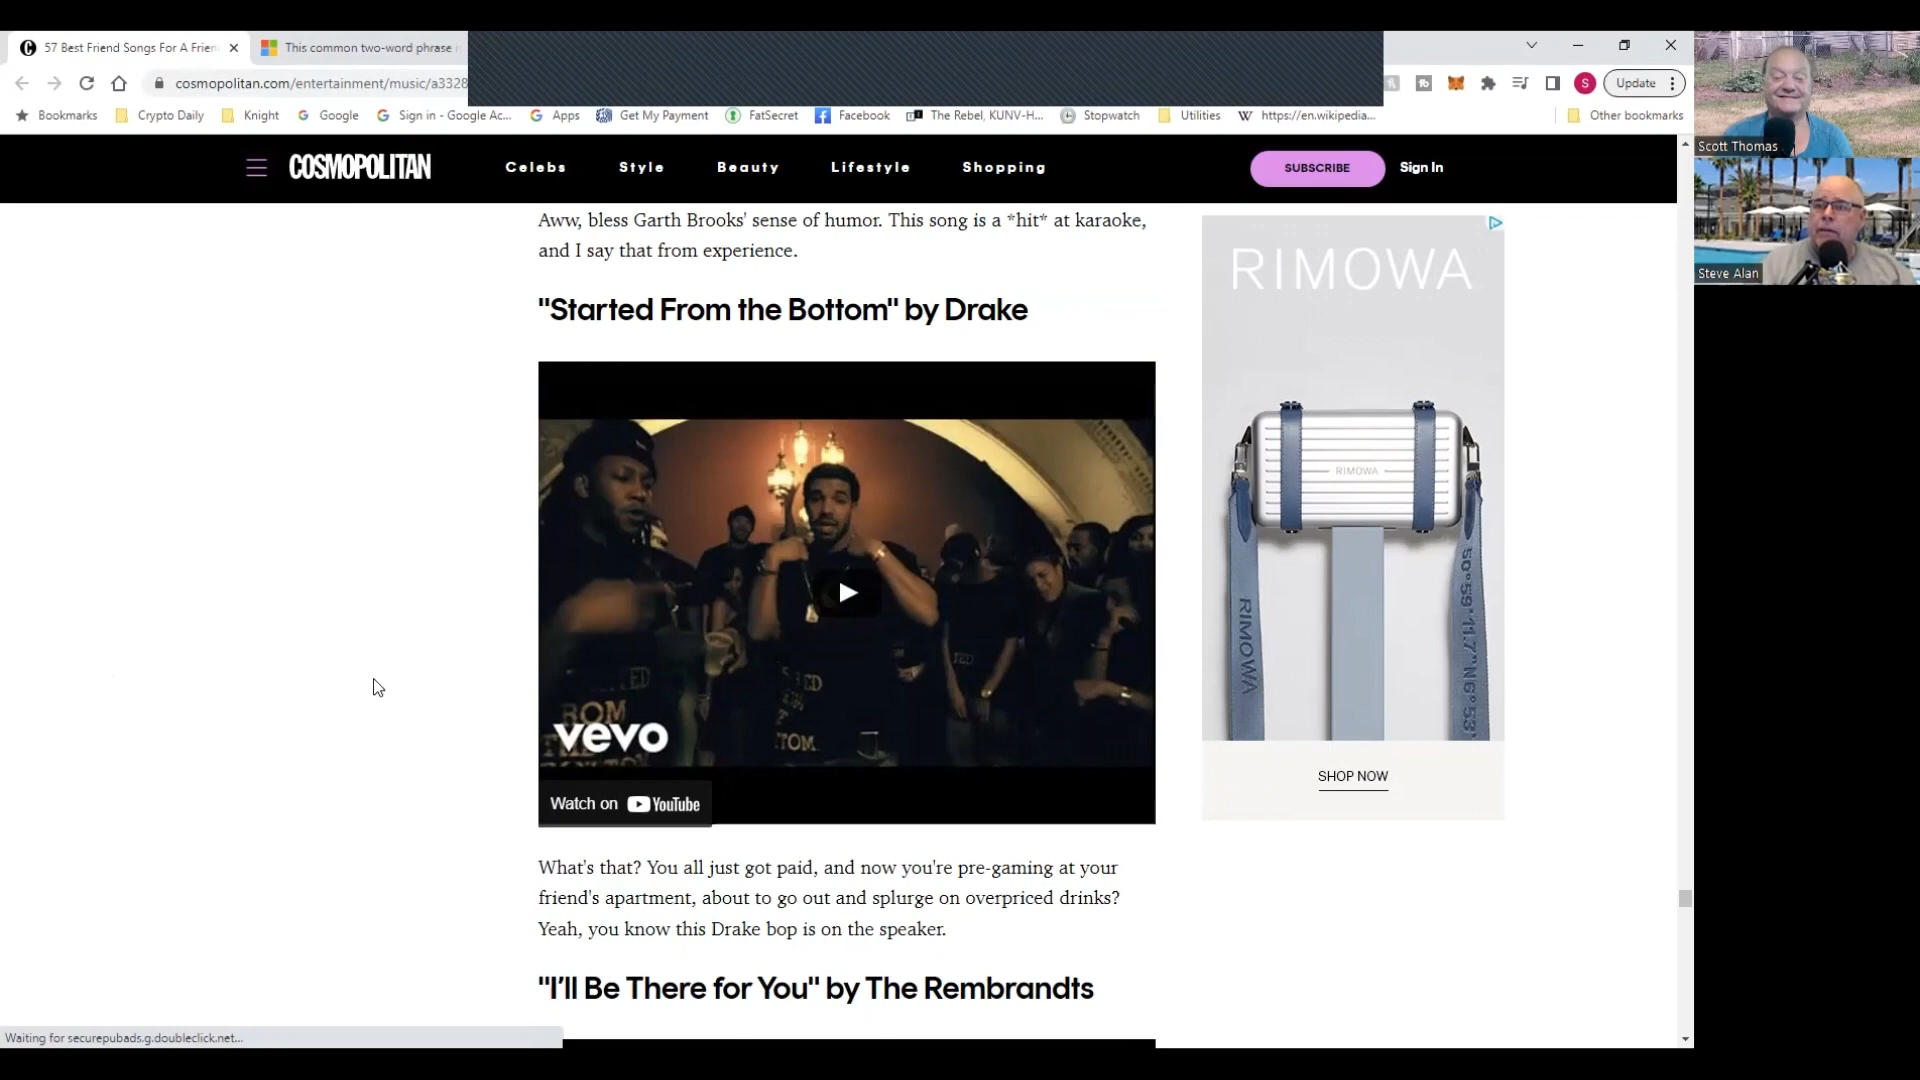 57 Best Friend Songs For A Frien
This common two-word phrase i
cosmopolitan.com/entertainment/music/a3328
S
Update
Bookmarks
Crypto Daily
Knight
Google
Sign in - Google Ac...
Apps
Get My Payment
FatSecret
Facebook
The Rebel, KUNV-H...
Stopwatch
Utilities
https://en.wikipedia...
Other bookmarks
COSMOPOLITAN
Celebs
Style
Beauty
Lifestyle
Shopping
SUBSCRIBE
Sign In
Scott Thomas
Steve Alan
Aww, bless Garth Brooks' sense of humor. This song is a *hit* at karaoke,
and I say that from experience.
"Started From the Bottom" by Drake
vevo
Watch on YouTube
What's that? You all just got paid, and now you're pre-gaming at your
friend's apartment, about to go out and splurge on overpriced drinks?
Yeah, you know this Drake bop is on the speaker.
"I'll Be There for You" by The Rembrandts
RIMOWA
RIMOWA
RIMOWA
SHOP NOW
Waiting for securepubads.g.doubleclick.net...